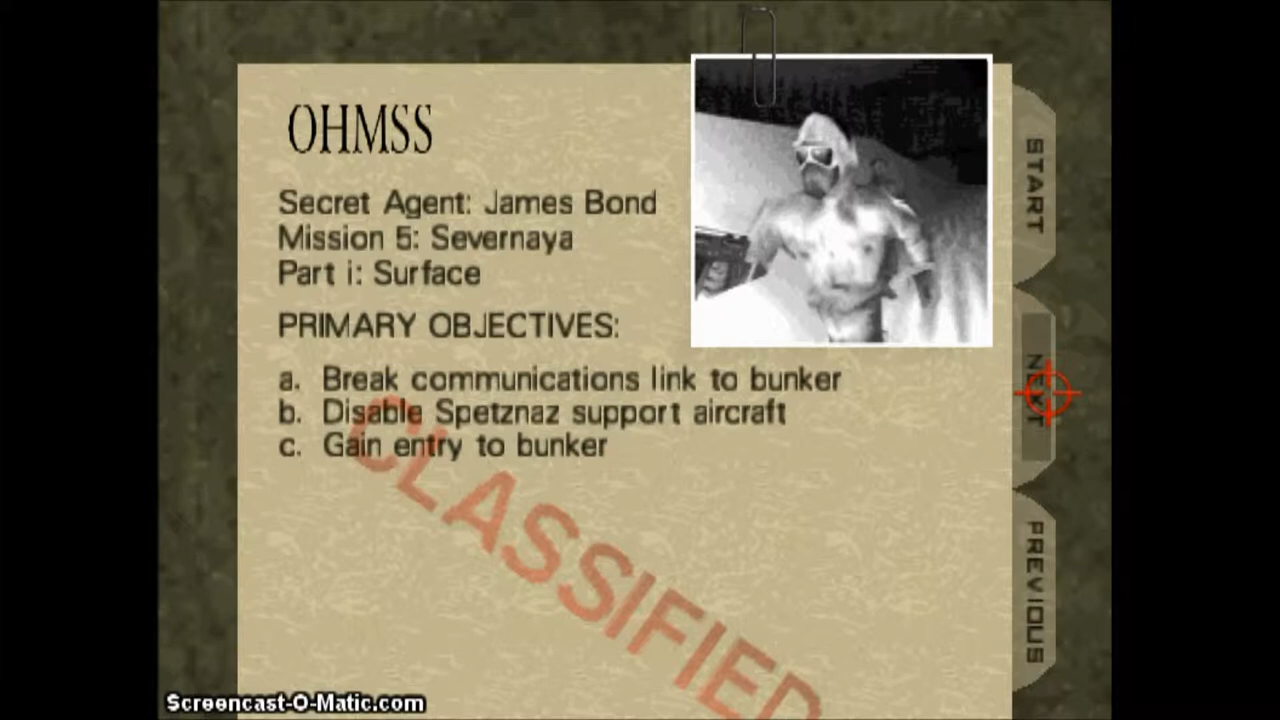 OHMSS
Secret Agent: James Bond
Mission 5: Severnaya
Part i: Surface
PRIMARY OBJECTIVES:
a. Break communications link to bunker
b. Disable Spetznaz support aircraft
c. Gain entry to bunker
CLASSIFIED
START
NEXT
PREVIOUS
Screencast-O-Matic.com